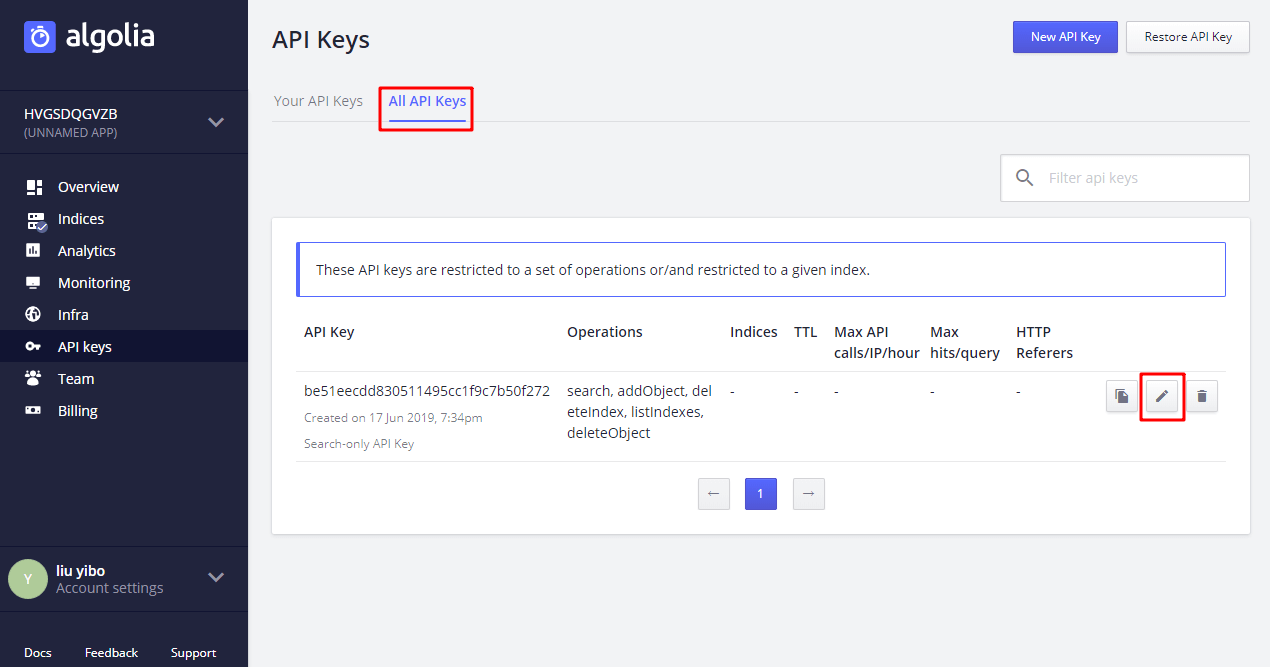 algolia
HVGSDQGVZB
(UNNAMED APP)
Overview
Indices
Analytics
Monitoring
Infra
API keys
Team
Billing
Y
liu yibo
Account settings
Docs Feedback Support
API Keys
New API Key Restore API Key
Your API Keys All API Keys
Filter api keys
These API keys are restricted to a set of operations or/and restricted to a given index.
API Key Operations Indices TTL Max API calls/IP/hour Max hits/query HTTP Referers
be51eecdd830511495cc1f9c7b50f272 search, addObject, del - - - - -
Created on 17 Jun 2019, 7:34pm eteIndex, listIndexes,
Search-only API Key deleteObject
← 1 →